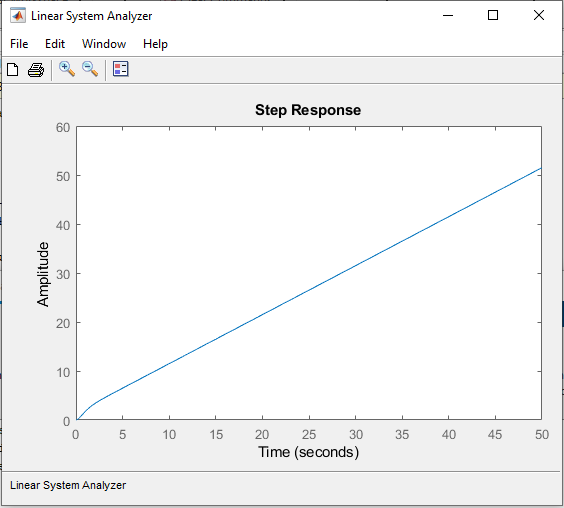 Linear System Analyzer
File Edit Window Help
Step Response
60
50
40
30
20
10
0
Amplitude
0 5 10 15 20 25 30 35 40 45 50
Time (seconds)
Linear System Analyzer